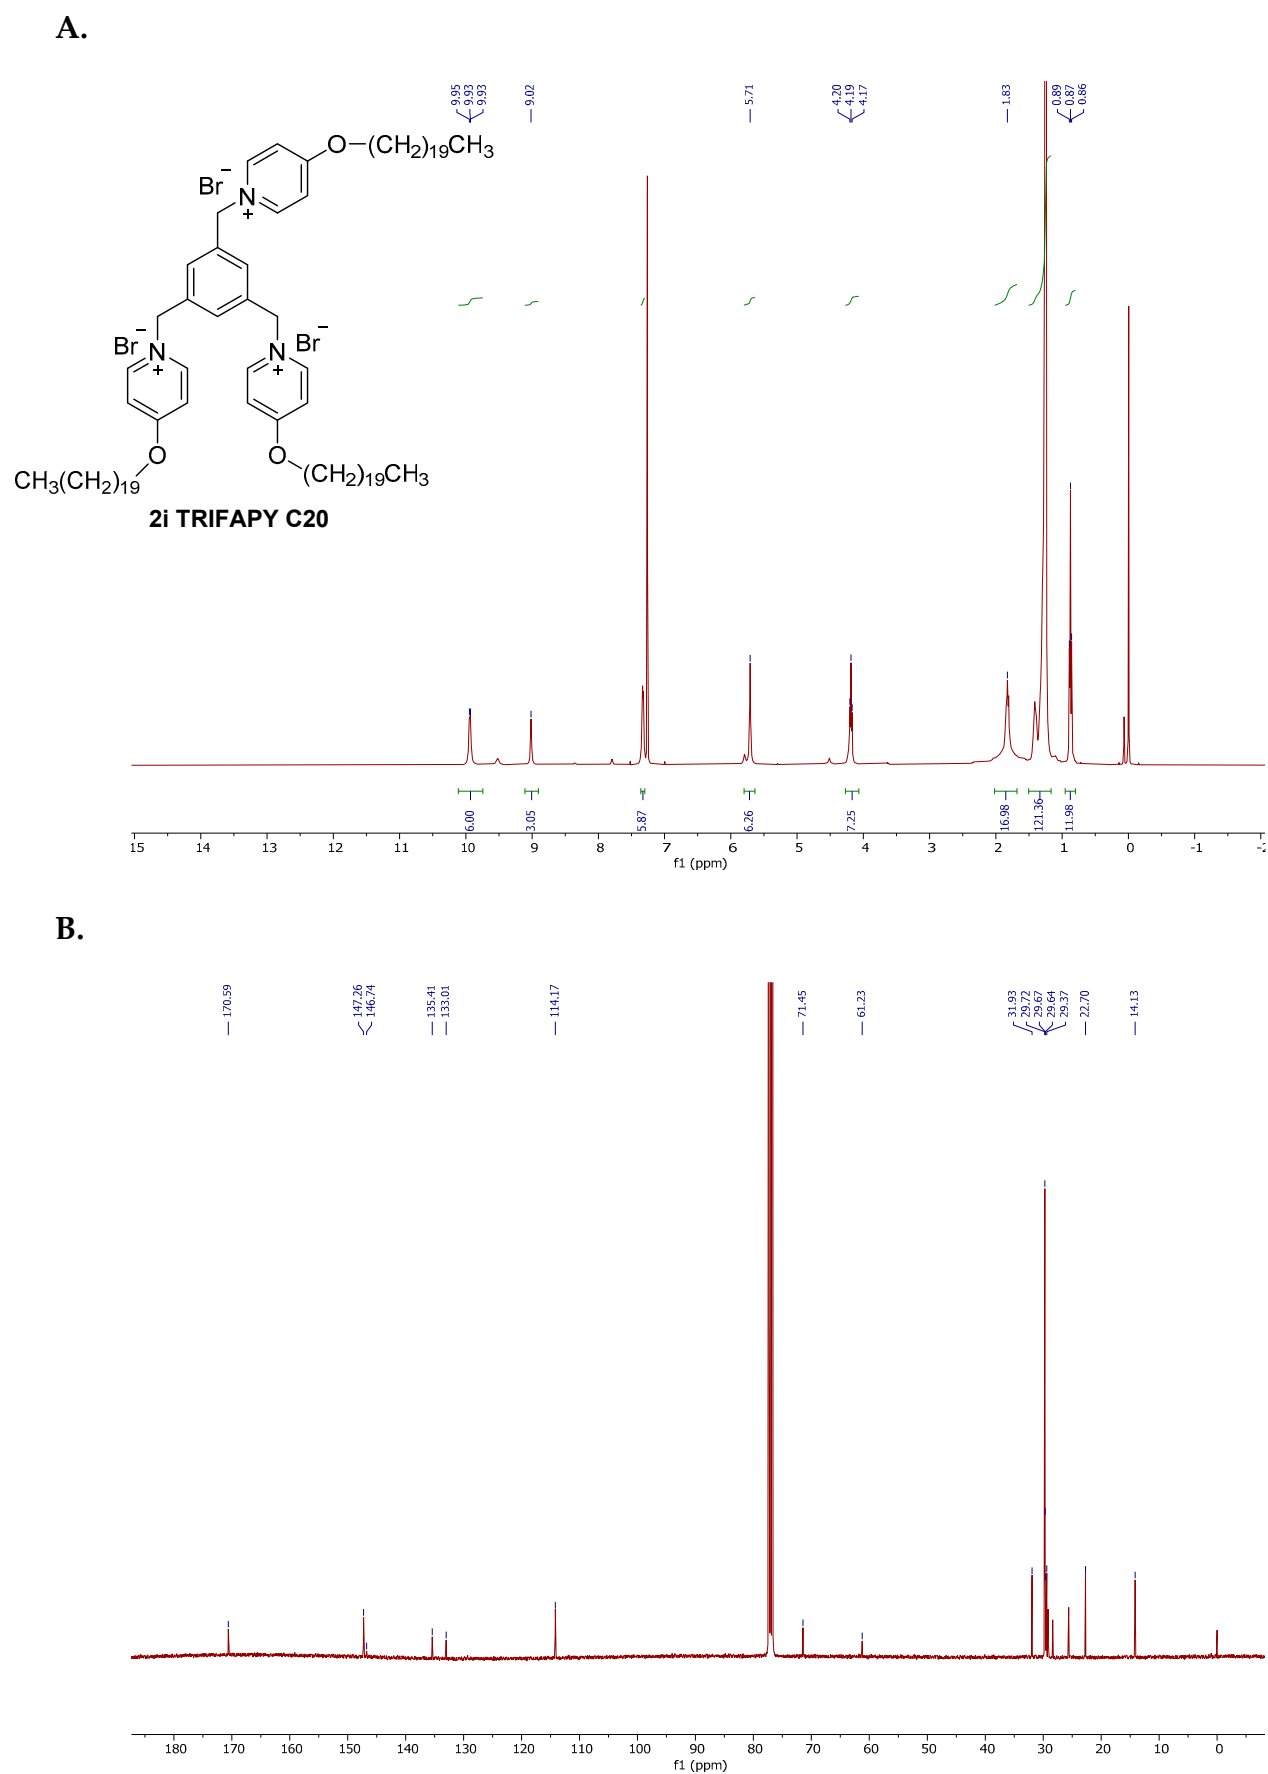 A.
9.95
9.93
9.93
9.02
5.71
4.20
4.19
4.17
1.83
0.89
0.87
0.86
O-(CH2)19CH3
Br−
N+
Br−
N+
Br−
N+
O
O
CH3(CH2)19
(CH2)19CH3
2i TRIFAPY C20
6.00
3.05
5.87
6.26
7.25
16.98
121.36
11.98
15 14 13 12 11 10 9 8 7 6 5 4 3 2 1 0 -1 -2
f1 (ppm)
B.
170.59
147.26
146.74
135.41
133.01
114.17
71.45
61.23
31.93
29.72
29.67
29.64
29.37
22.70
14.13
180 170 160 150 140 130 120 110 100 90 80 70 60 50 40 30 20 10 0
f1 (ppm)